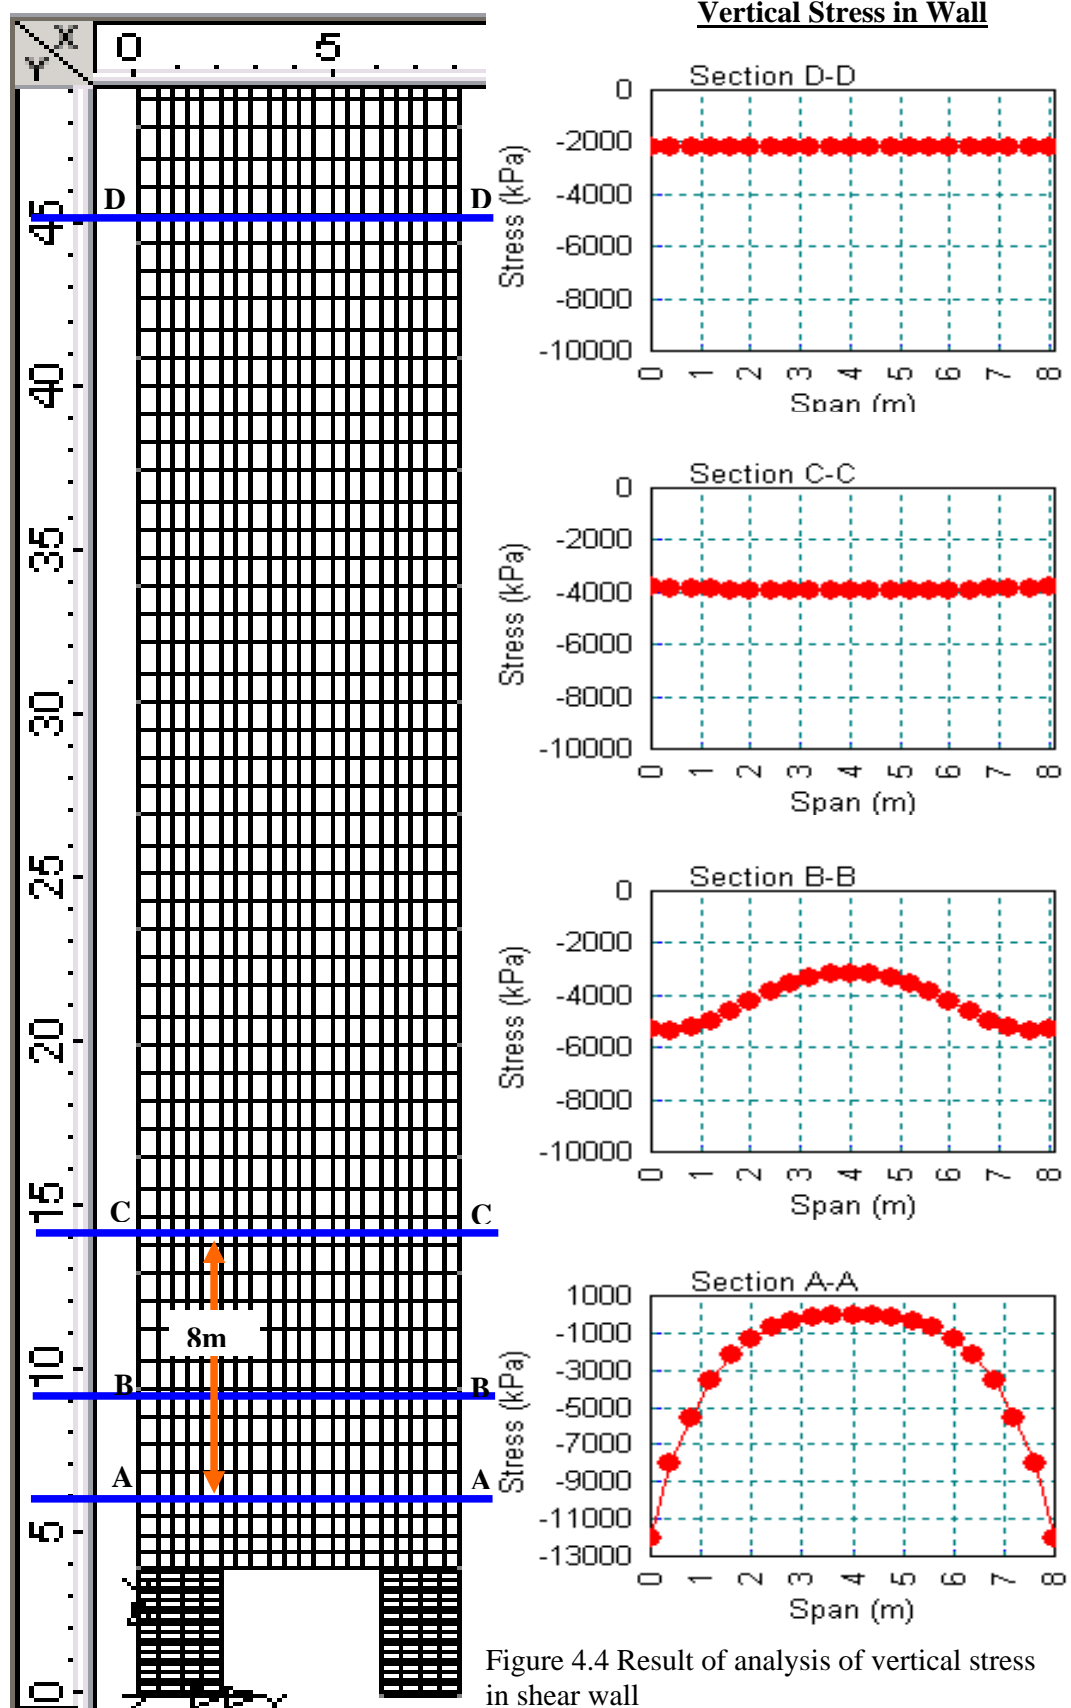 Vertical Stress in Wall
X
Y
0
5
45
40
35
30
25
20
15
10
5
0
D
D
C
C
8m
B
B
A
A
Section D-D
Stress (kPa)
0
-2000
-4000
-6000
-8000
-10000
0 1 2 3 4 5 6 7 8
Span (m)
Section C-C
Stress (kPa)
0
-2000
-4000
-6000
-8000
-10000
0 1 2 3 4 5 6 7 8
Span (m)
Section B-B
Stress (kPa)
0
-2000
-4000
-6000
-8000
-10000
0 1 2 3 4 5 6 7 8
Span (m)
Section A-A
Stress (kPa)
1000
-1000
-3000
-5000
-7000
-9000
-11000
-13000
0 1 2 3 4 5 6 7 8
Span (m)
Figure 4.4 Result of analysis of vertical stress
in shear wall